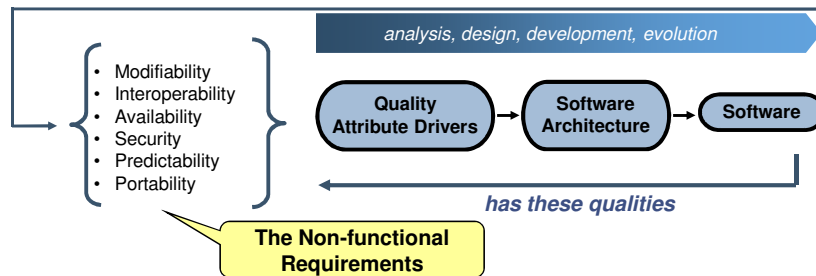 analysis, design, development, evolution
• Modifiability
• Interoperability
• Availability
• Security
• Predictability
• Portability
Quality
Attribute Drivers
Software
Architecture
Software
has these qualities
The Non-functional
Requirements